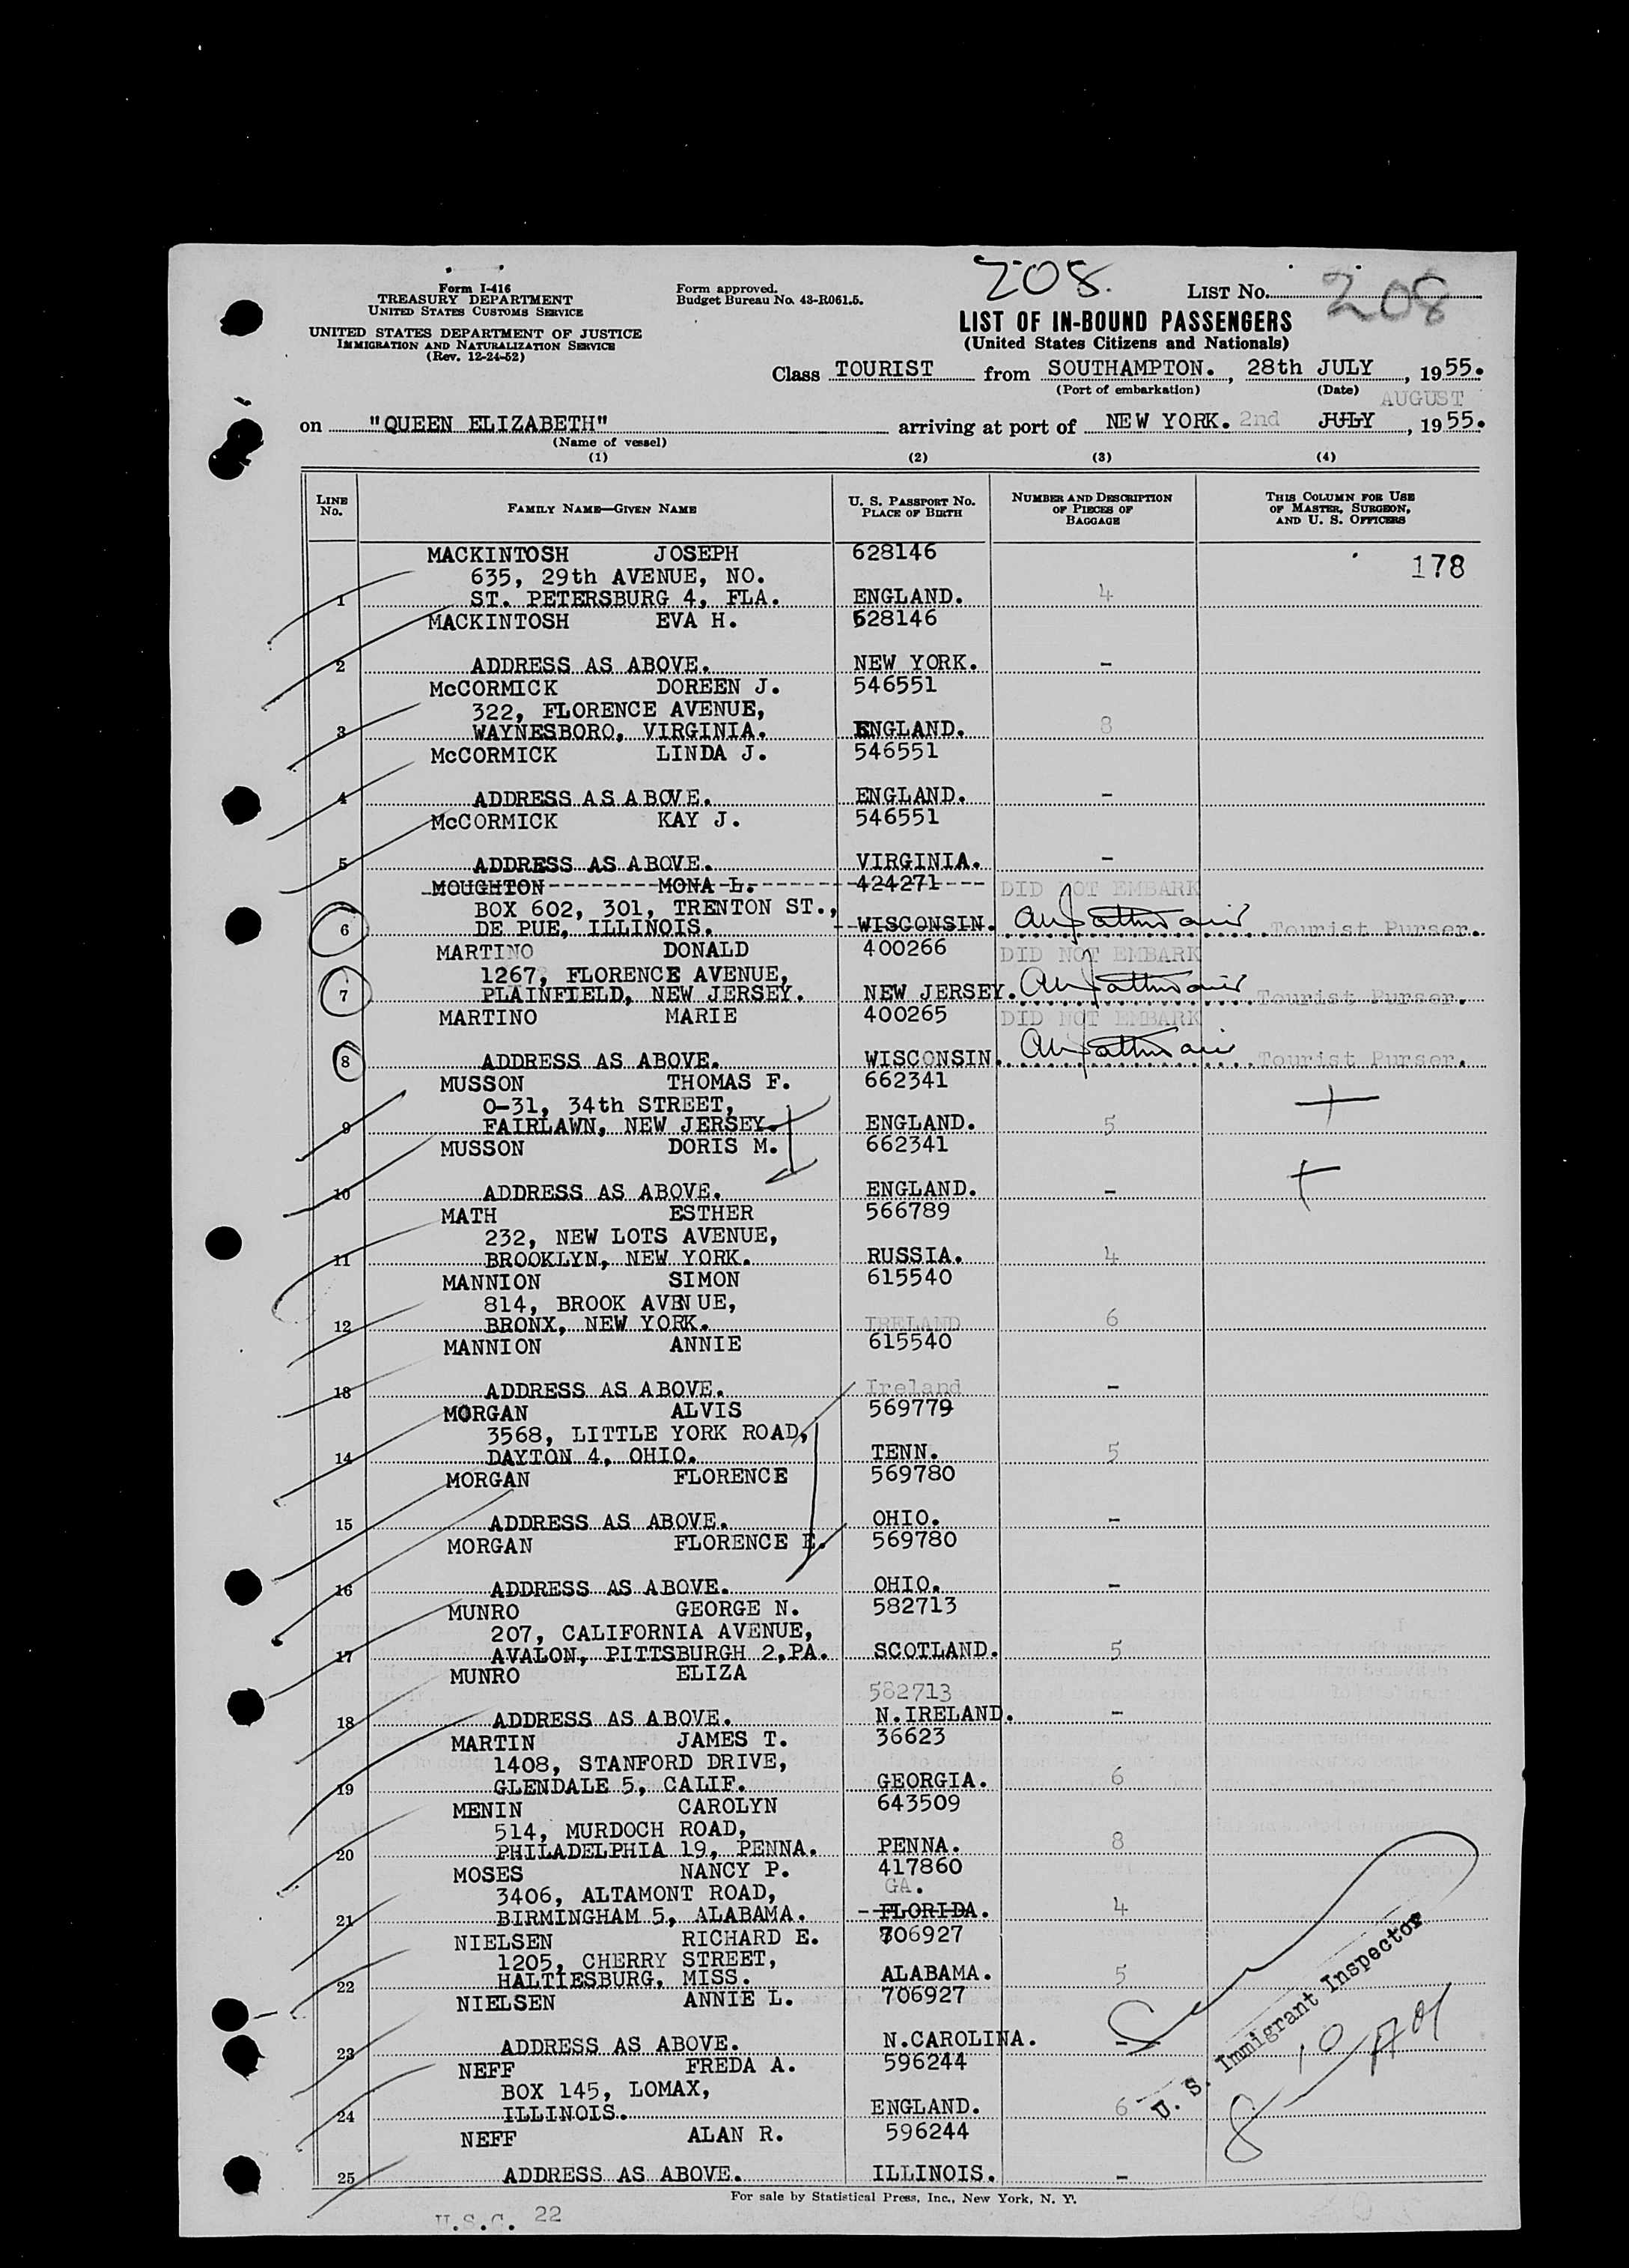 208.
Form I-416
TREASURY DEPARTMENT
UNITED STATES CUSTOMS SERVICE
UNITED STATES DEPARTMENT OF JUSTICE
IMMIGRATION AND NATURALIZATION SERVICE
(Rev. 12-24-52)
Form approved.
Budget Bureau No. 43-R061.5.
LIST No. 208
LIST OF IN-BOUND PASSENGERS
(United States Citizens and Nationals)
Class TOURIST from SOUTHAMPTON. , 28th JULY , 1955.
(Port of embarkation) (Date)
AUGUST
on "QUEEN ELIZABETH" arriving at port of NEW YORK. 2nd JULY , 1955.
(Name of vessel)
(1) (2) (3) (4)
LINE No. FAMILY NAME—GIVEN NAME U. S. PASSPORT NO. PLACE OF BIRTH NUMBER AND DESCRIPTION OF PIECES OF BAGGAGE THIS COLUMN FOR USE OF MASTER, SURGEON, AND U. S. OFFICERS
MACKINTOSH JOSEPH 628146 178
635, 29th AVENUE, NO.
1 ST. PETERSBURG 4, FLA. ENGLAND. 4
MACKINTOSH EVA H. 628146
2 ADDRESS AS ABOVE. NEW YORK. -
McCORMICK DOREEN J. 546551
322, FLORENCE AVENUE,
3 WAYNESBORO, VIRGINIA. ENGLAND. 8
McCORMICK LINDA J. 546551
4 ADDRESS AS ABOVE. ENGLAND. -
McCORMICK KAY J. 546551
5 ADDRESS AS ABOVE. VIRGINIA. -
MOUGHTON MONA L. 424271 DID NOT EMBARK
BOX 602, 301, TRENTON ST.,
6 DE PUE, ILLINOIS. WISCONSIN. Tourist Purser.
MARTINO DONALD 400266 DID NOT EMBARK
1267, FLORENCE AVENUE,
7 PLAINFIELD, NEW JERSEY. NEW JERSEY. Tourist Purser.
MARTINO MARIE 400265 DID NOT EMBARK
8 ADDRESS AS ABOVE. WISCONSIN. Tourist Purser.
MUSSON THOMAS F. 662341
0-31, 34th STREET,
9 FAIRLAWN, NEW JERSEY. ENGLAND. 5
MUSSON DORIS M. 662341
10 ADDRESS AS ABOVE. ENGLAND. -
MATH ESTHER 566789
232, NEW LOTS AVENUE,
11 BROOKLYN, NEW YORK. RUSSIA. 4
MANNION SIMON 615540
814, BROOK AVENUE,
12 BRONX, NEW YORK. IRELAND 6
MANNION ANNIE 615540
13 ADDRESS AS ABOVE. Ireland -
MORGAN ALVIS 569779
3568, LITTLE YORK ROAD,
14 DAYTON 4, OHIO. TENN. 5
MORGAN FLORENCE 569780
15 ADDRESS AS ABOVE. OHIO. -
MORGAN FLORENCE E. 569780
16 ADDRESS AS ABOVE. OHIO. -
MUNRO GEORGE N. 582713
207, CALIFORNIA AVENUE,
17 AVALON, PITTSBURGH 2,PA. SCOTLAND. 5
MUNRO ELIZA
582713
18 ADDRESS AS ABOVE. N.IRELAND. -
MARTIN JAMES T. 36623
1408, STANFORD DRIVE,
19 GLENDALE 5, CALIF. GEORGIA. 6
MENIN CAROLYN 643509
514, MURDOCH ROAD,
20 PHILADELPHIA 19, PENNA. PENNA. 8
MOSES NANCY P. 417860
3406, ALTAMONT ROAD, GA.
21 BIRMINGHAM 5, ALABAMA. FLORIDA. 4
NIELSEN RICHARD E. 706927
1205, CHERRY STREET,
22 HALTIESBURG, MISS. ALABAMA. 5
NIELSEN ANNIE L. 706927
23 ADDRESS AS ABOVE. N.CAROLINA. -
NEFF FREDA A. 596244
BOX 145, LOMAX,
24 ILLINOIS. ENGLAND. 6
NEFF ALAN R. 596244
25 ADDRESS AS ABOVE. ILLINOIS. -
U. S. Immigrant Inspector
For sale by Statistical Press, Inc., New York, N. Y.
U.S.C. 22